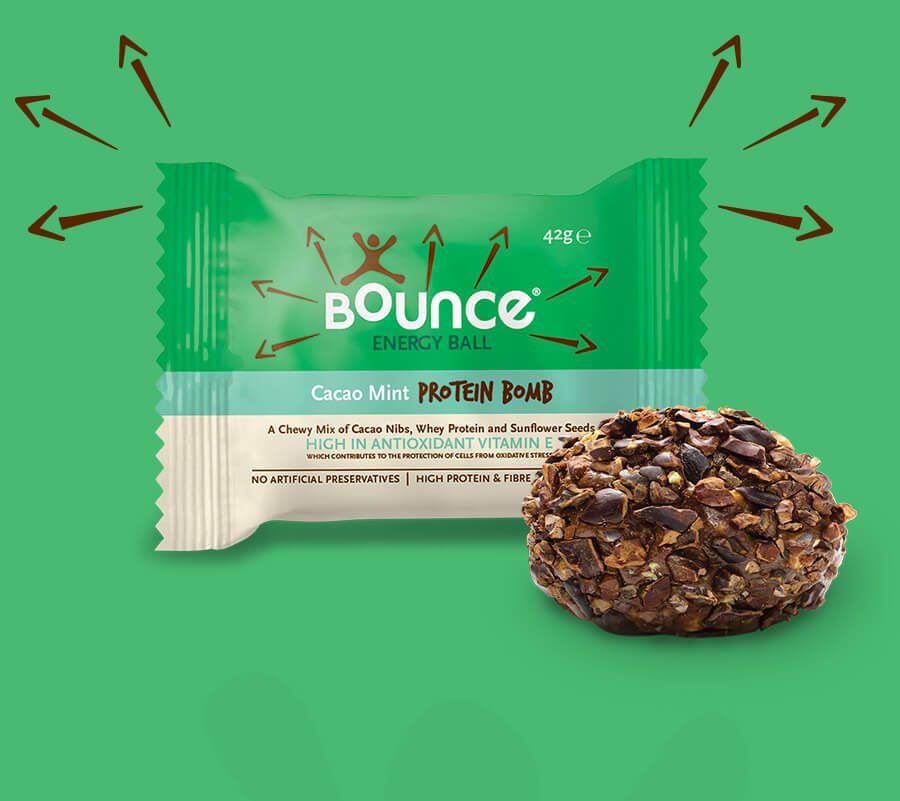 42g ℮
BOUNCE®
ENERGY BALL
Cacao Mint PROTEIN BOMB
A Chewy Mix of Cacao Nibs, Whey Protein and Sunflower Seeds
HIGH IN ANTIOXIDANT VITAMIN E
WHICH CONTRIBUTES TO THE PROTECTION OF CELLS FROM OXIDATIVE STRESS
NO ARTIFICIAL PRESERVATIVES | HIGH PROTEIN & FIBRE